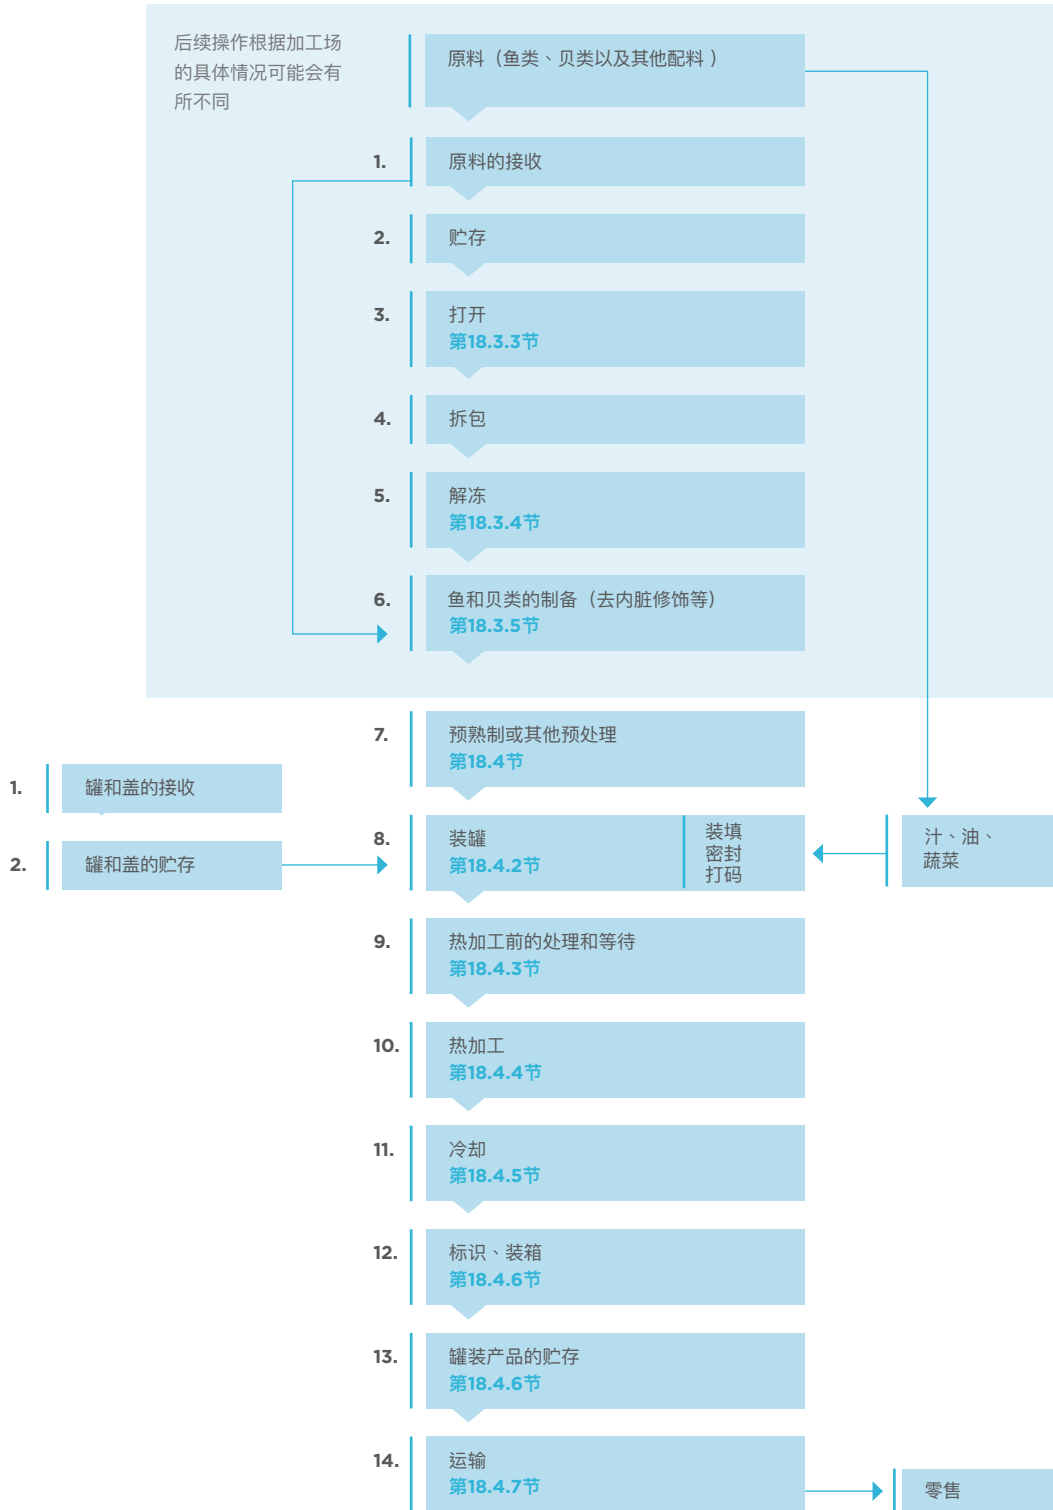 后续操作根据加工场
的具体情况可能会有
所不同
原料（鱼类、贝类以及其他配料 ）
1.
原料的接收
2.
贮存
3.
打开
第18.3.3节
4.
拆包
5.
解冻
第18.3.4节
6.
鱼和贝类的制备（去内脏修饰等）
第18.3.5节
7.
预熟制或其他预处理
第18.4节
1.
罐和盖的接收
2.
罐和盖的贮存
8.
装罐
第18.4.2节
装填
密封
打码
汁、油、
蔬菜
9.
热加工前的处理和等待
第18.4.3节
10.
热加工
第18.4.4节
11.
冷却
第18.4.5节
12.
标识、装箱
第18.4.6节
13.
罐装产品的贮存
第18.4.6节
14.
运输
第18.4.7节
零售